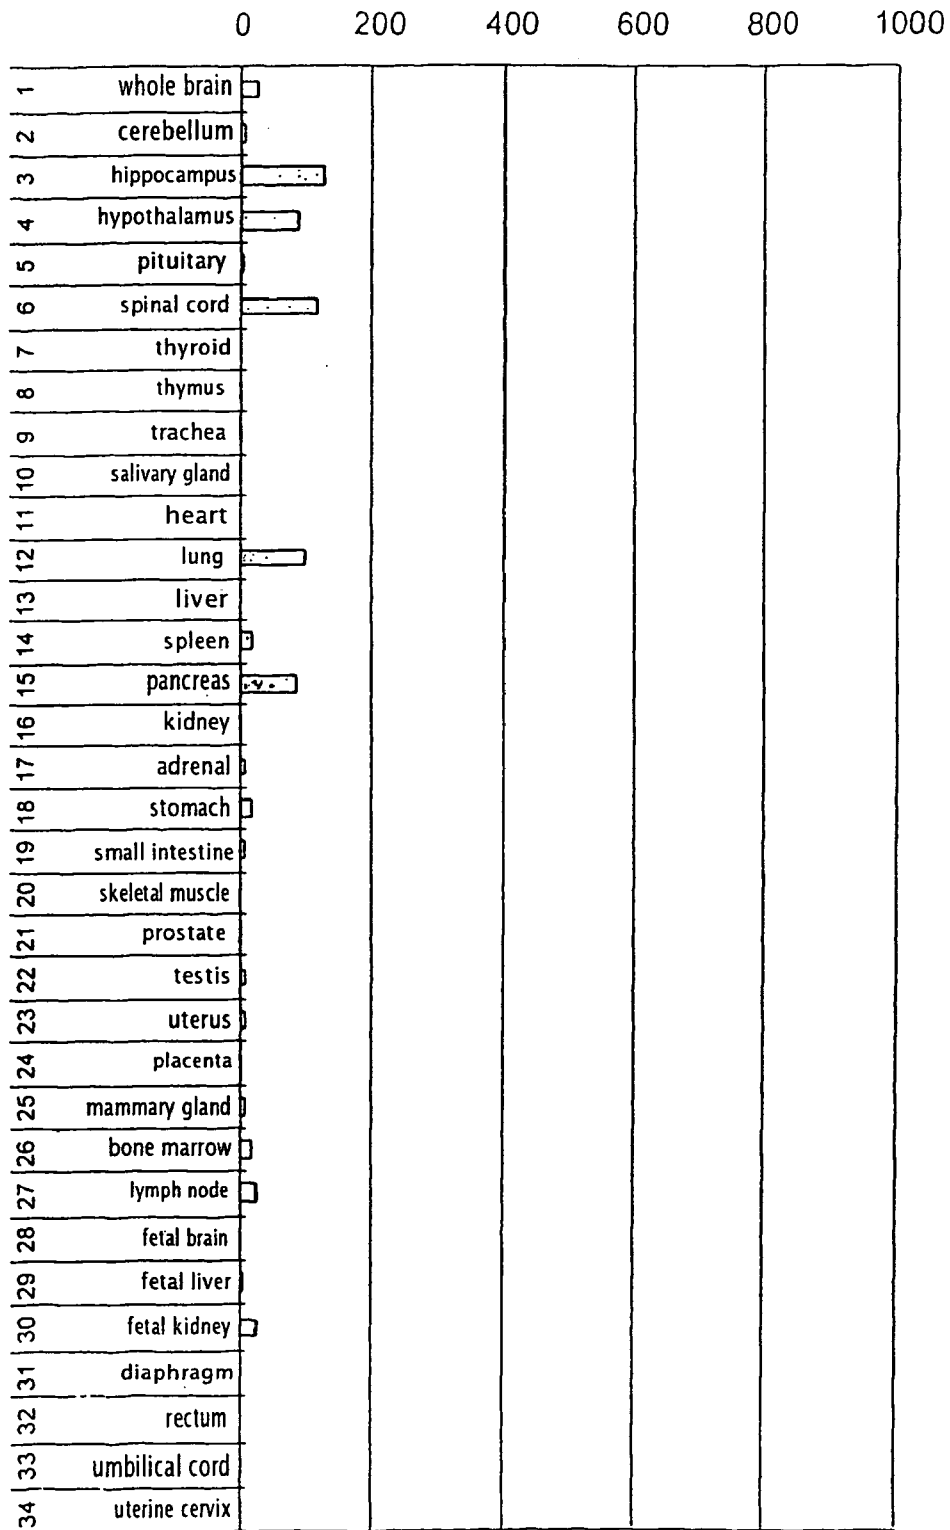 0 200 400 600 800 1000
1 whole brain
2 cerebellum
3 hippocampus
4 hypothalamus
5 pituitary
6 spinal cord
7 thyroid
8 thymus
9 trachea
10 salivary gland
11 heart
12 lung
13 liver
14 spleen
15 pancreas
16 kidney
17 adrenal
18 stomach
19 small intestine
20 skeletal muscle
21 prostate
22 testis
23 uterus
24 placenta
25 mammary gland
26 bone marrow
27 lymph node
28 fetal brain
29 fetal liver
30 fetal kidney
31 diaphragm
32 rectum
33 umbilical cord
34 uterine cervix